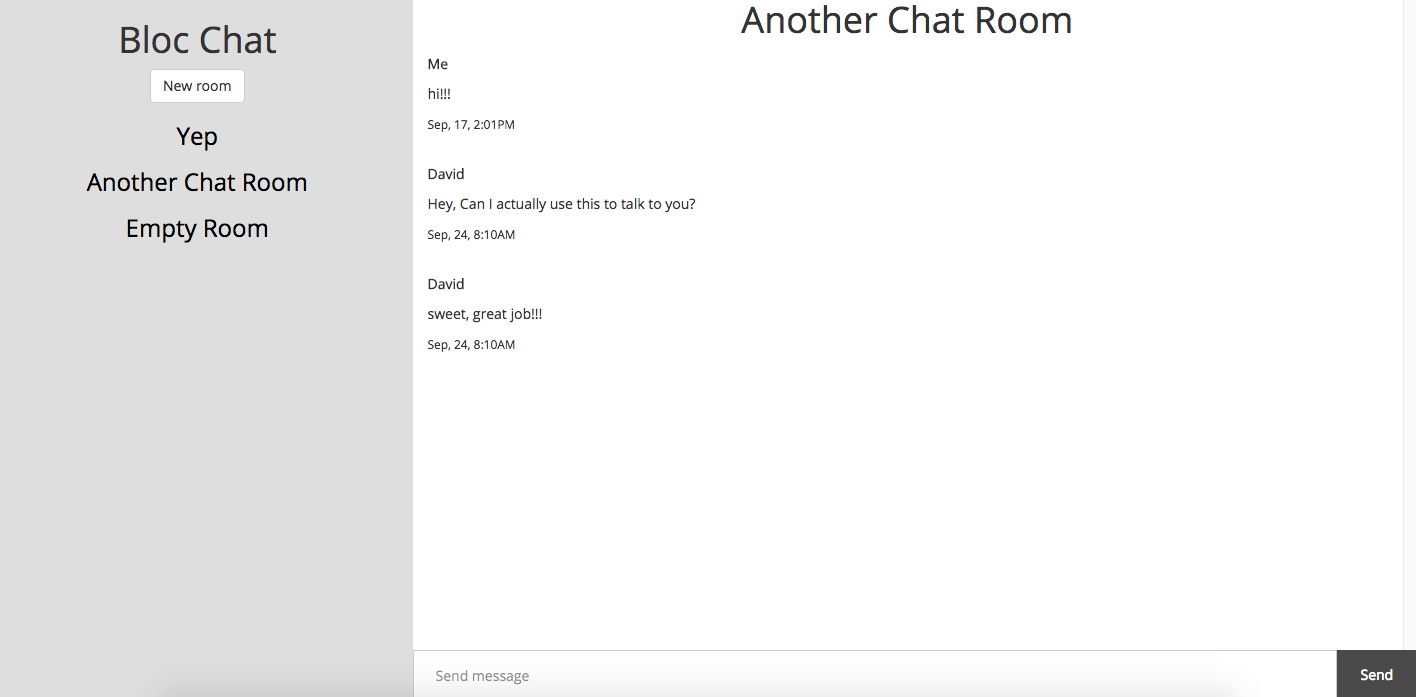 Bloc Chat
New room
Yep
Another Chat Room
Empty Room
Another Chat Room
Me
hi!!!
Sep, 17, 2:01PM
David
Hey, Can I actually use this to talk to you?
Sep, 24, 8:10AM
David
sweet, great job!!!
Sep, 24, 8:10AM
Send message
Send